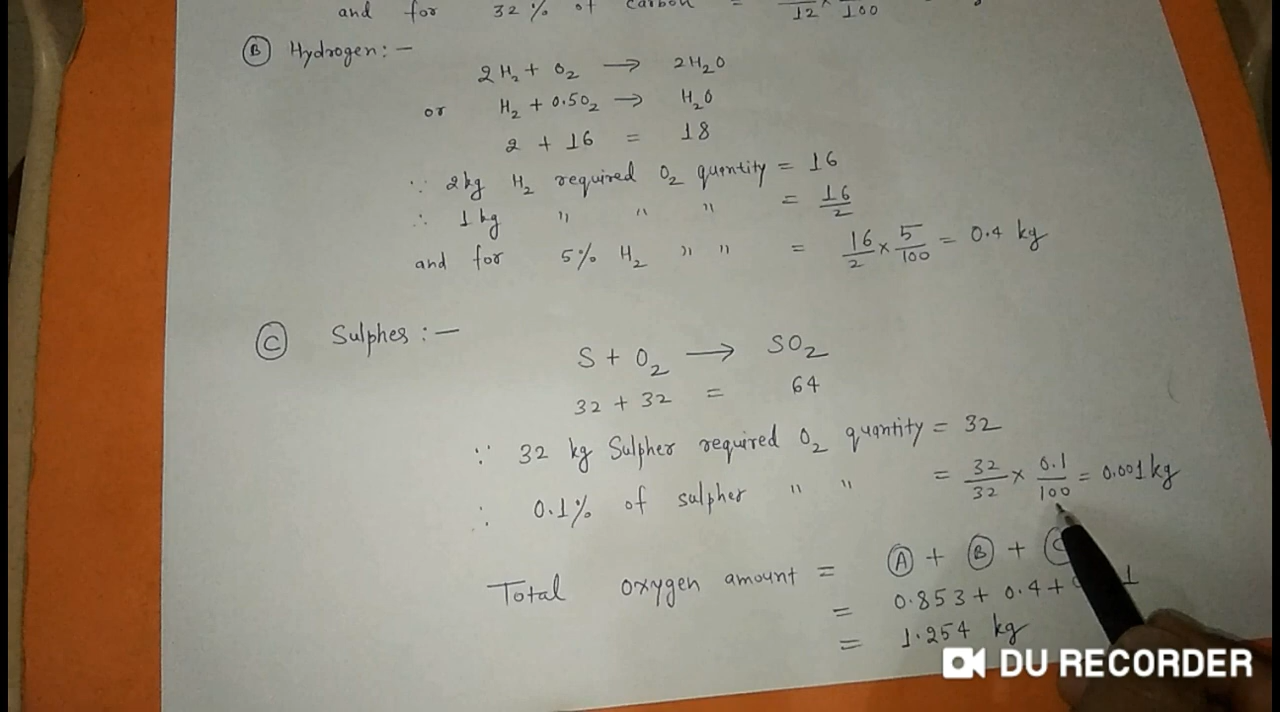 and for 32% of carbon = /12 × /100
Ⓑ Hydrogen :-
2H₂ + O₂ → 2H₂O
or H₂ + 0.5O₂ → H₂O
2 + 16 = 18
∵ 2kg H₂ required O₂ quantity = 16
∴ 1 kg " " " = 16/2
and for 5% H₂ " " = 16/2 × 5/100 = 0.4 kg
Ⓒ Sulpher :-
S + O₂ → SO₂
32 + 32 = 64
∵ 32 kg Sulpher required O₂ quantity = 32
∴ 0.1% of sulpher " " = 32/32 × 0.1/100 = 0.001 kg
Total oxygen amount = Ⓐ + Ⓑ + Ⓒ
= 0.853 + 0.4 + 1
= 1.254 kg
DU RECORDER